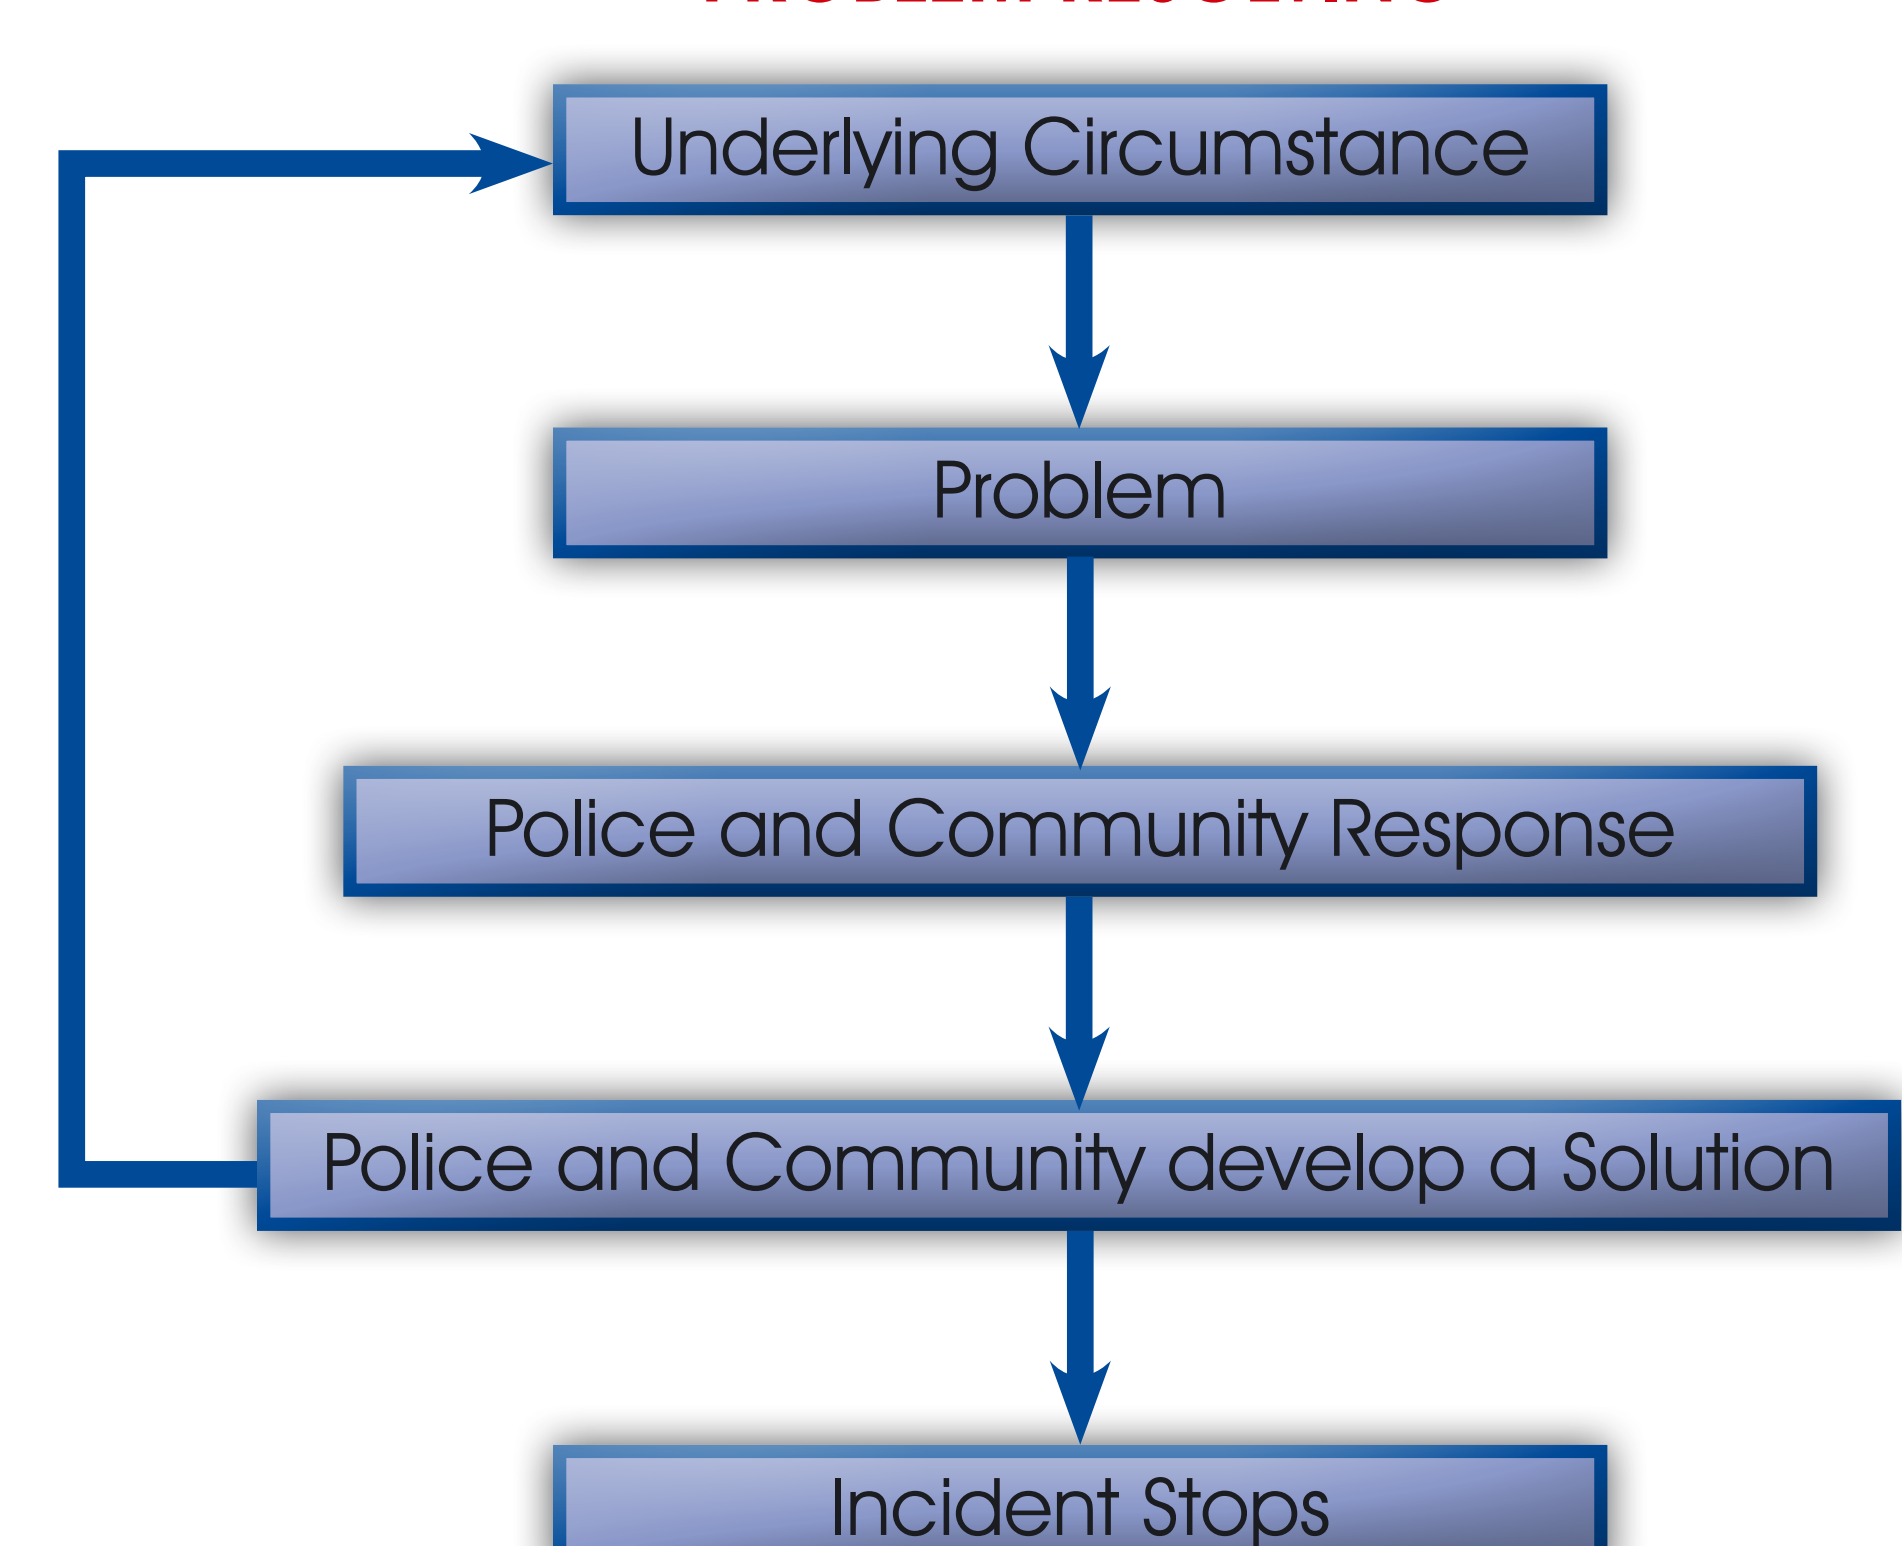 Underlying Circumstance
Problem
Police and Community Response
Police and Community develop a Solution
Incident Stops